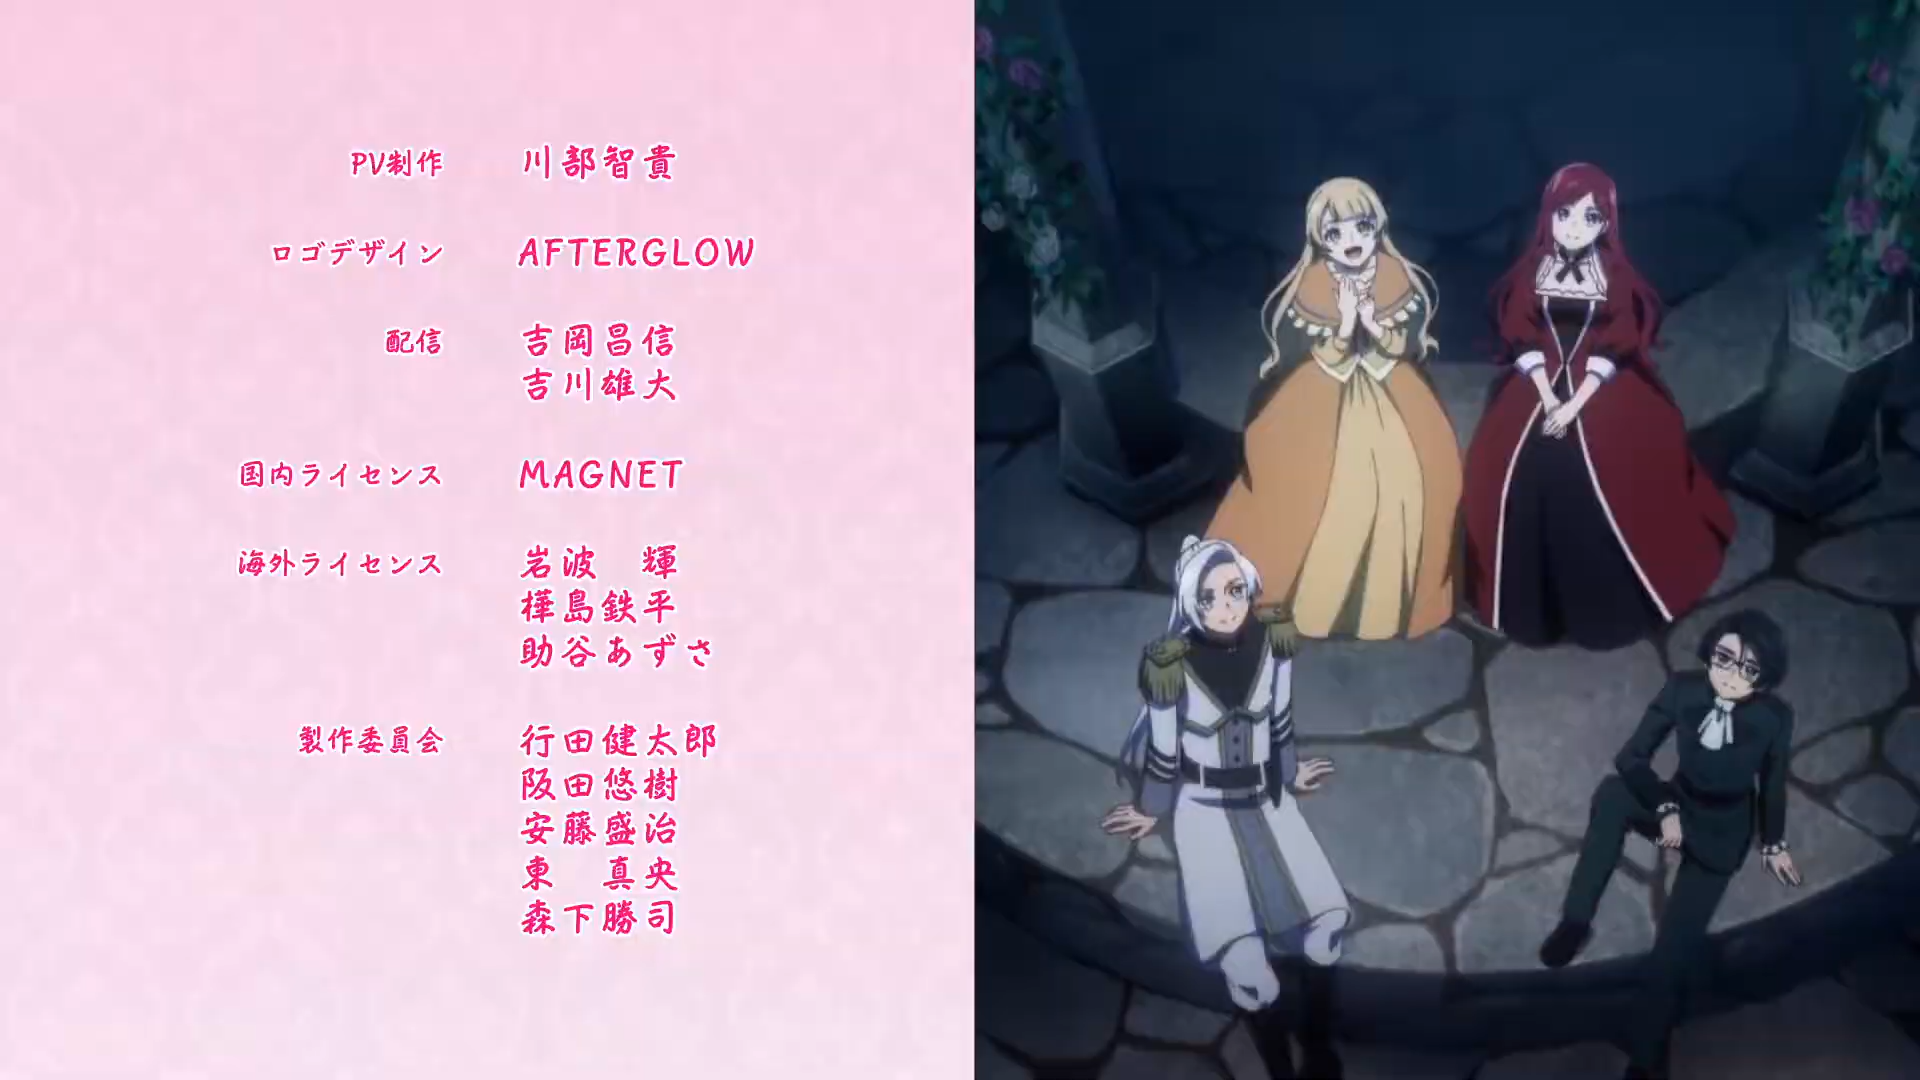 PV制作 川部智貴
ロゴデザイン AFTERGLOW
配信 吉岡昌信
吉川雄大
国内ライセンス MAGNET
海外ライセンス 岩波　輝
樺島鉄平
助谷あずさ
製作委員会 行田健太郎
阪田悠樹
安藤盛治
東　真央
森下勝司